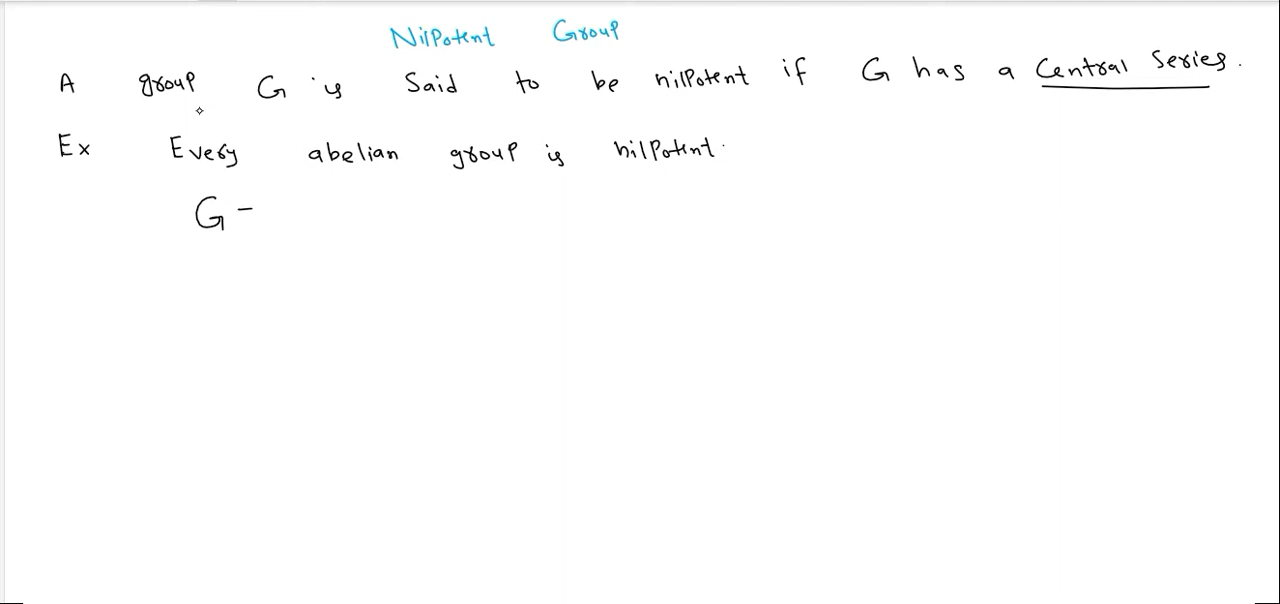 Nilpotent Group
A group G is said to be nilpotent if G has a Central Series.
Ex Every abelian group is nilpotent.
G -